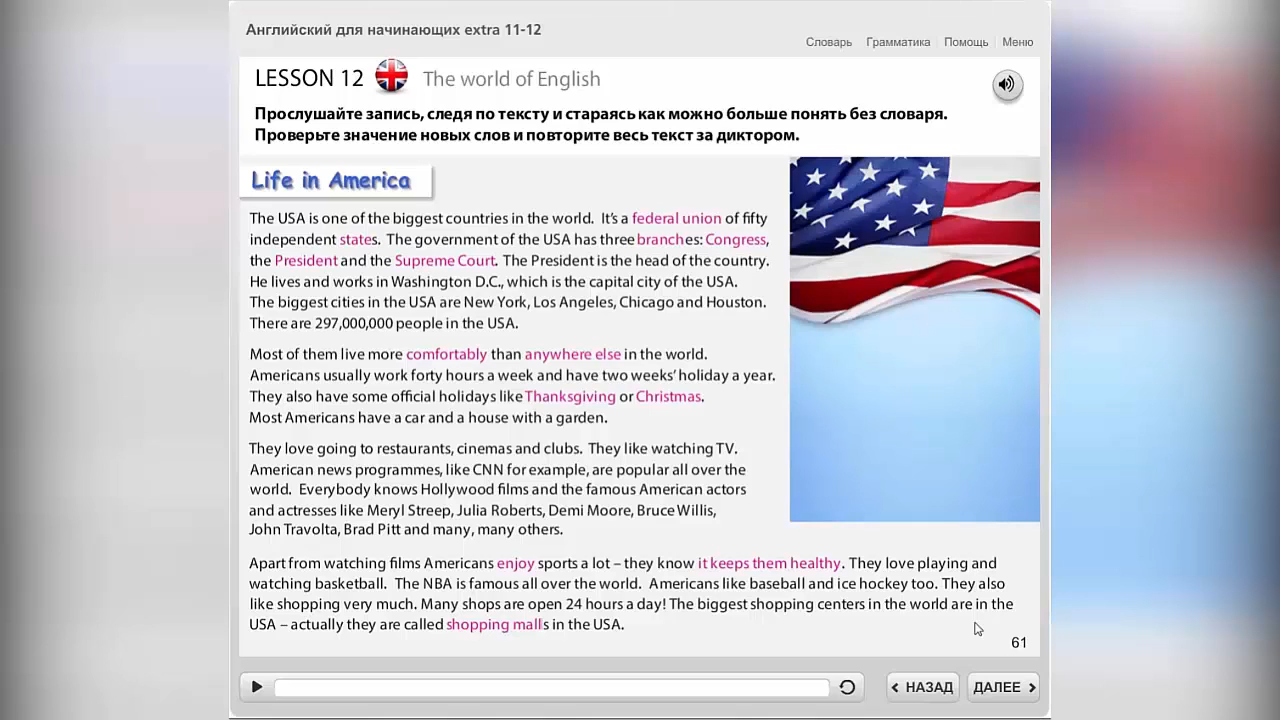 Английский для начинающих extra 11-12
Словарь Грамматика Помощь Меню
LESSON 12 The world of English
Прослушайте запись, следя по тексту и стараясь как можно больше понять без словаря.
Проверьте значение новых слов и повторите весь текст за диктором.
Life in America
The USA is one of the biggest countries in the world. It's a federal union of fifty
independent states. The government of the USA has three branches: Congress,
the President and the Supreme Court. The President is the head of the country.
He lives and works in Washington D.C., which is the capital city of the USA.
The biggest cities in the USA are New York, Los Angeles, Chicago and Houston.
There are 297,000,000 people in the USA.
Most of them live more comfortably than anywhere else in the world.
Americans usually work forty hours a week and have two weeks' holiday a year.
They also have some official holidays like Thanksgiving or Christmas.
Most Americans have a car and a house with a garden.
They love going to restaurants, cinemas and clubs. They like watching TV.
American news programmes, like CNN for example, are popular all over the
world. Everybody knows Hollywood films and the famous American actors
and actresses like Meryl Streep, Julia Roberts, Demi Moore, Bruce Willis,
John Travolta, Brad Pitt and many, many others.
Apart from watching films Americans enjoy sports a lot – they know it keeps them healthy. They love playing and
watching basketball. The NBA is famous all over the world. Americans like baseball and ice hockey too. They also
like shopping very much. Many shops are open 24 hours a day! The biggest shopping centers in the world are in the
USA – actually they are called shopping malls in the USA.
61
НАЗАД ДАЛЕЕ